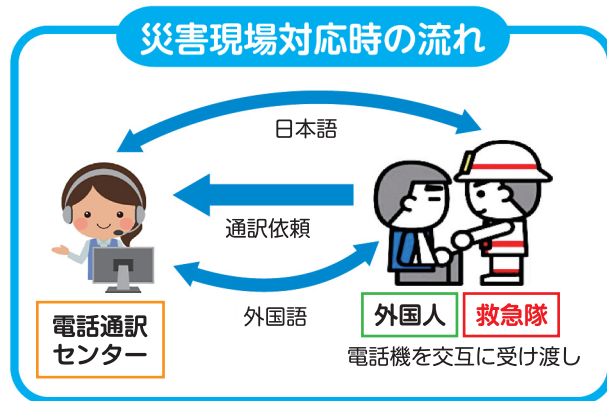 災害現場対応時の流れ
日本語
通訳依頼
外国語
電話通訳
センター
外国人
救急隊
電話機を交互に受け渡し